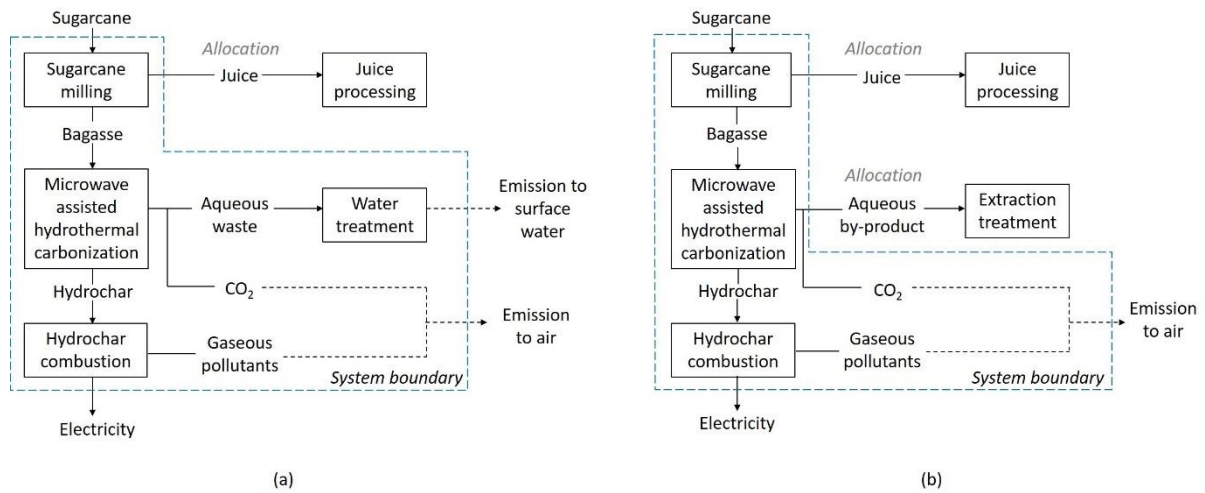 Sugarcane
Allocation
Sugarcane
milling
Juice
Juice
processing
Bagasse
Microwave
assisted
hydrothermal
carbonization
Aqueous
waste
Water
treatment
Emission to
surface
water
Hydrochar
CO₂
Emission
to air
Hydrochar
combustion
Gaseous
pollutants
System boundary
Electricity
(a)
Sugarcane
Allocation
Sugarcane
milling
Juice
Juice
processing
Bagasse
Allocation
Microwave
assisted
hydrothermal
carbonization
Aqueous
by-product
Extraction
treatment
Hydrochar
CO₂
Emission
to air
Hydrochar
combustion
Gaseous
pollutants
System boundary
Electricity
(b)